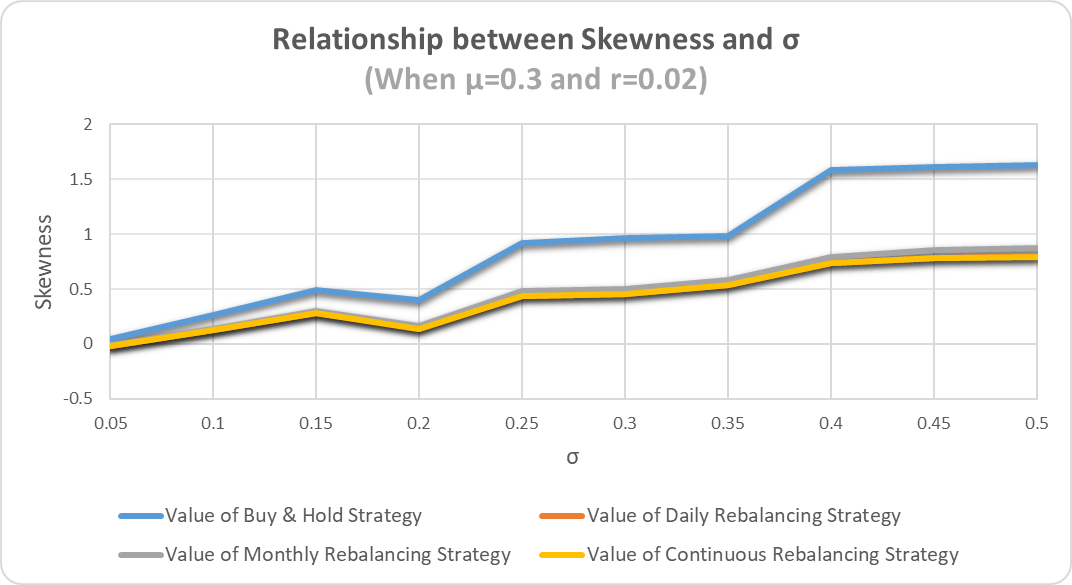 Relationship between Skewness and σ
(When μ=0.3 and r=0.02)
2
1.5
1
0.5
0
-0.5
Skewness
0.05 0.1 0.15 0.2 0.25 0.3 0.35 0.4 0.45 0.5
σ
Value of Buy & Hold Strategy Value of Daily Rebalancing Strategy
Value of Monthly Rebalancing Strategy Value of Continuous Rebalancing Strategy